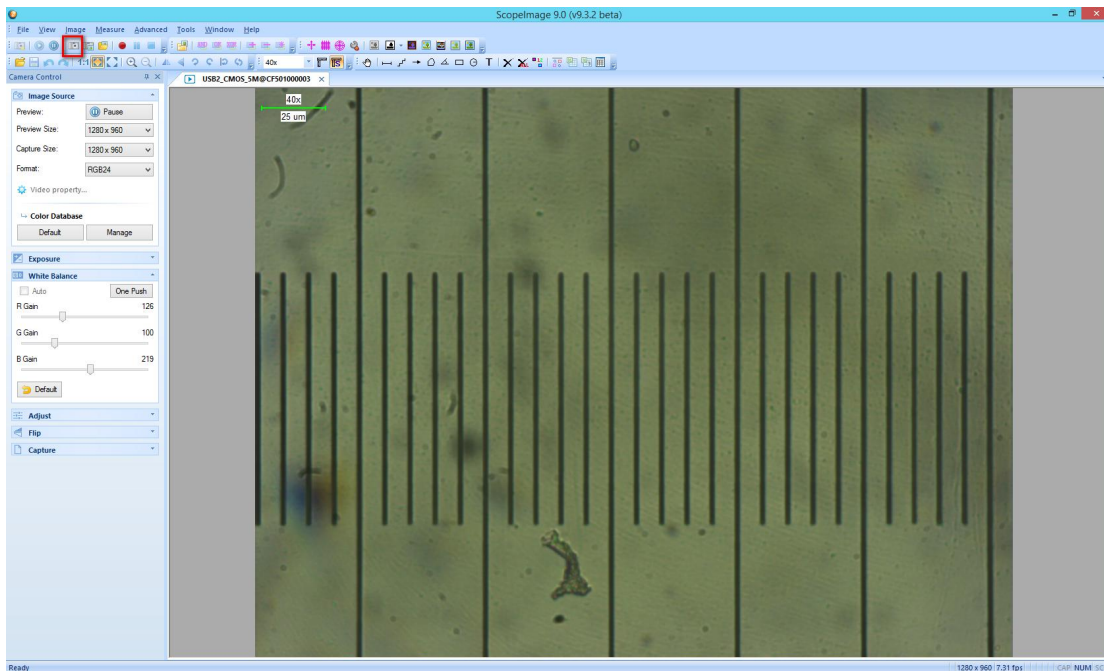 ScopeImage 9.0 (v9.3.2 beta)
File View Image Measure Advanced Tools Window Help
1:1
40x
T
Camera Control
USB2_CMOS_5M@CF501000003
Image Source
Preview: Pause
Preview Size: 1280 x 960
Capture Size: 1280 x 960
Format: RGB24
Video property...
Color Database
Default Manage
Exposure
White Balance
Auto One Push
R Gain 126
G Gain 100
B Gain 219
Default
Adjust
Flip
Capture
40x
25 um
Ready 1280 x 960 7.31 fps CAP NUM